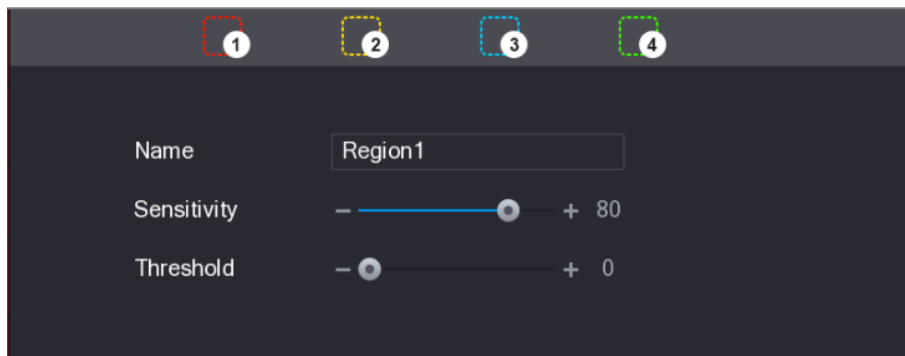 1 2 3 4
Name Region1
Sensitivity − + 80
Threshold − + 0